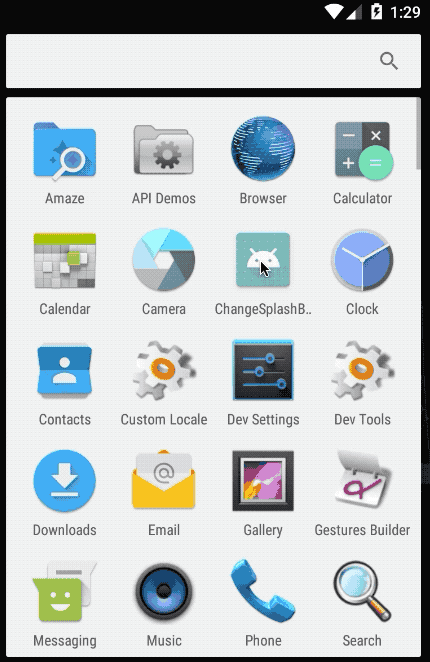 1:29
Amaze
API Demos
Browser
Calculator
Calendar
Camera
ChangeSplashB..
Clock
Contacts
Custom Locale
Dev Settings
Dev Tools
Downloads
Email
Gallery
Gestures Builder
Messaging
Music
Phone
Search